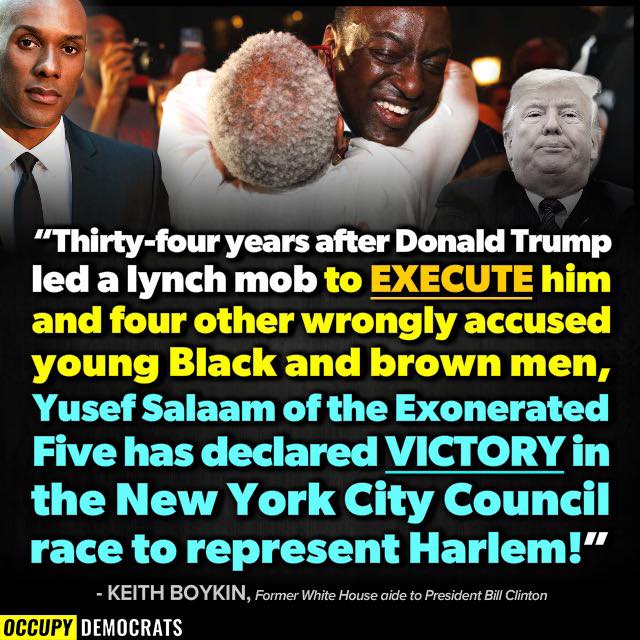 “Thirty-four years after Donald Trump
led a lynch mob to EXECUTE him
and four other wrongly accused
young Black and brown men,
Yusef Salaam of the Exonerated
Five has declared VICTORY in
the New York City Council
race to represent Harlem!”
- KEITH BOYKIN, Former White House aide to President Bill Clinton
OCCUPY DEMOCRATS